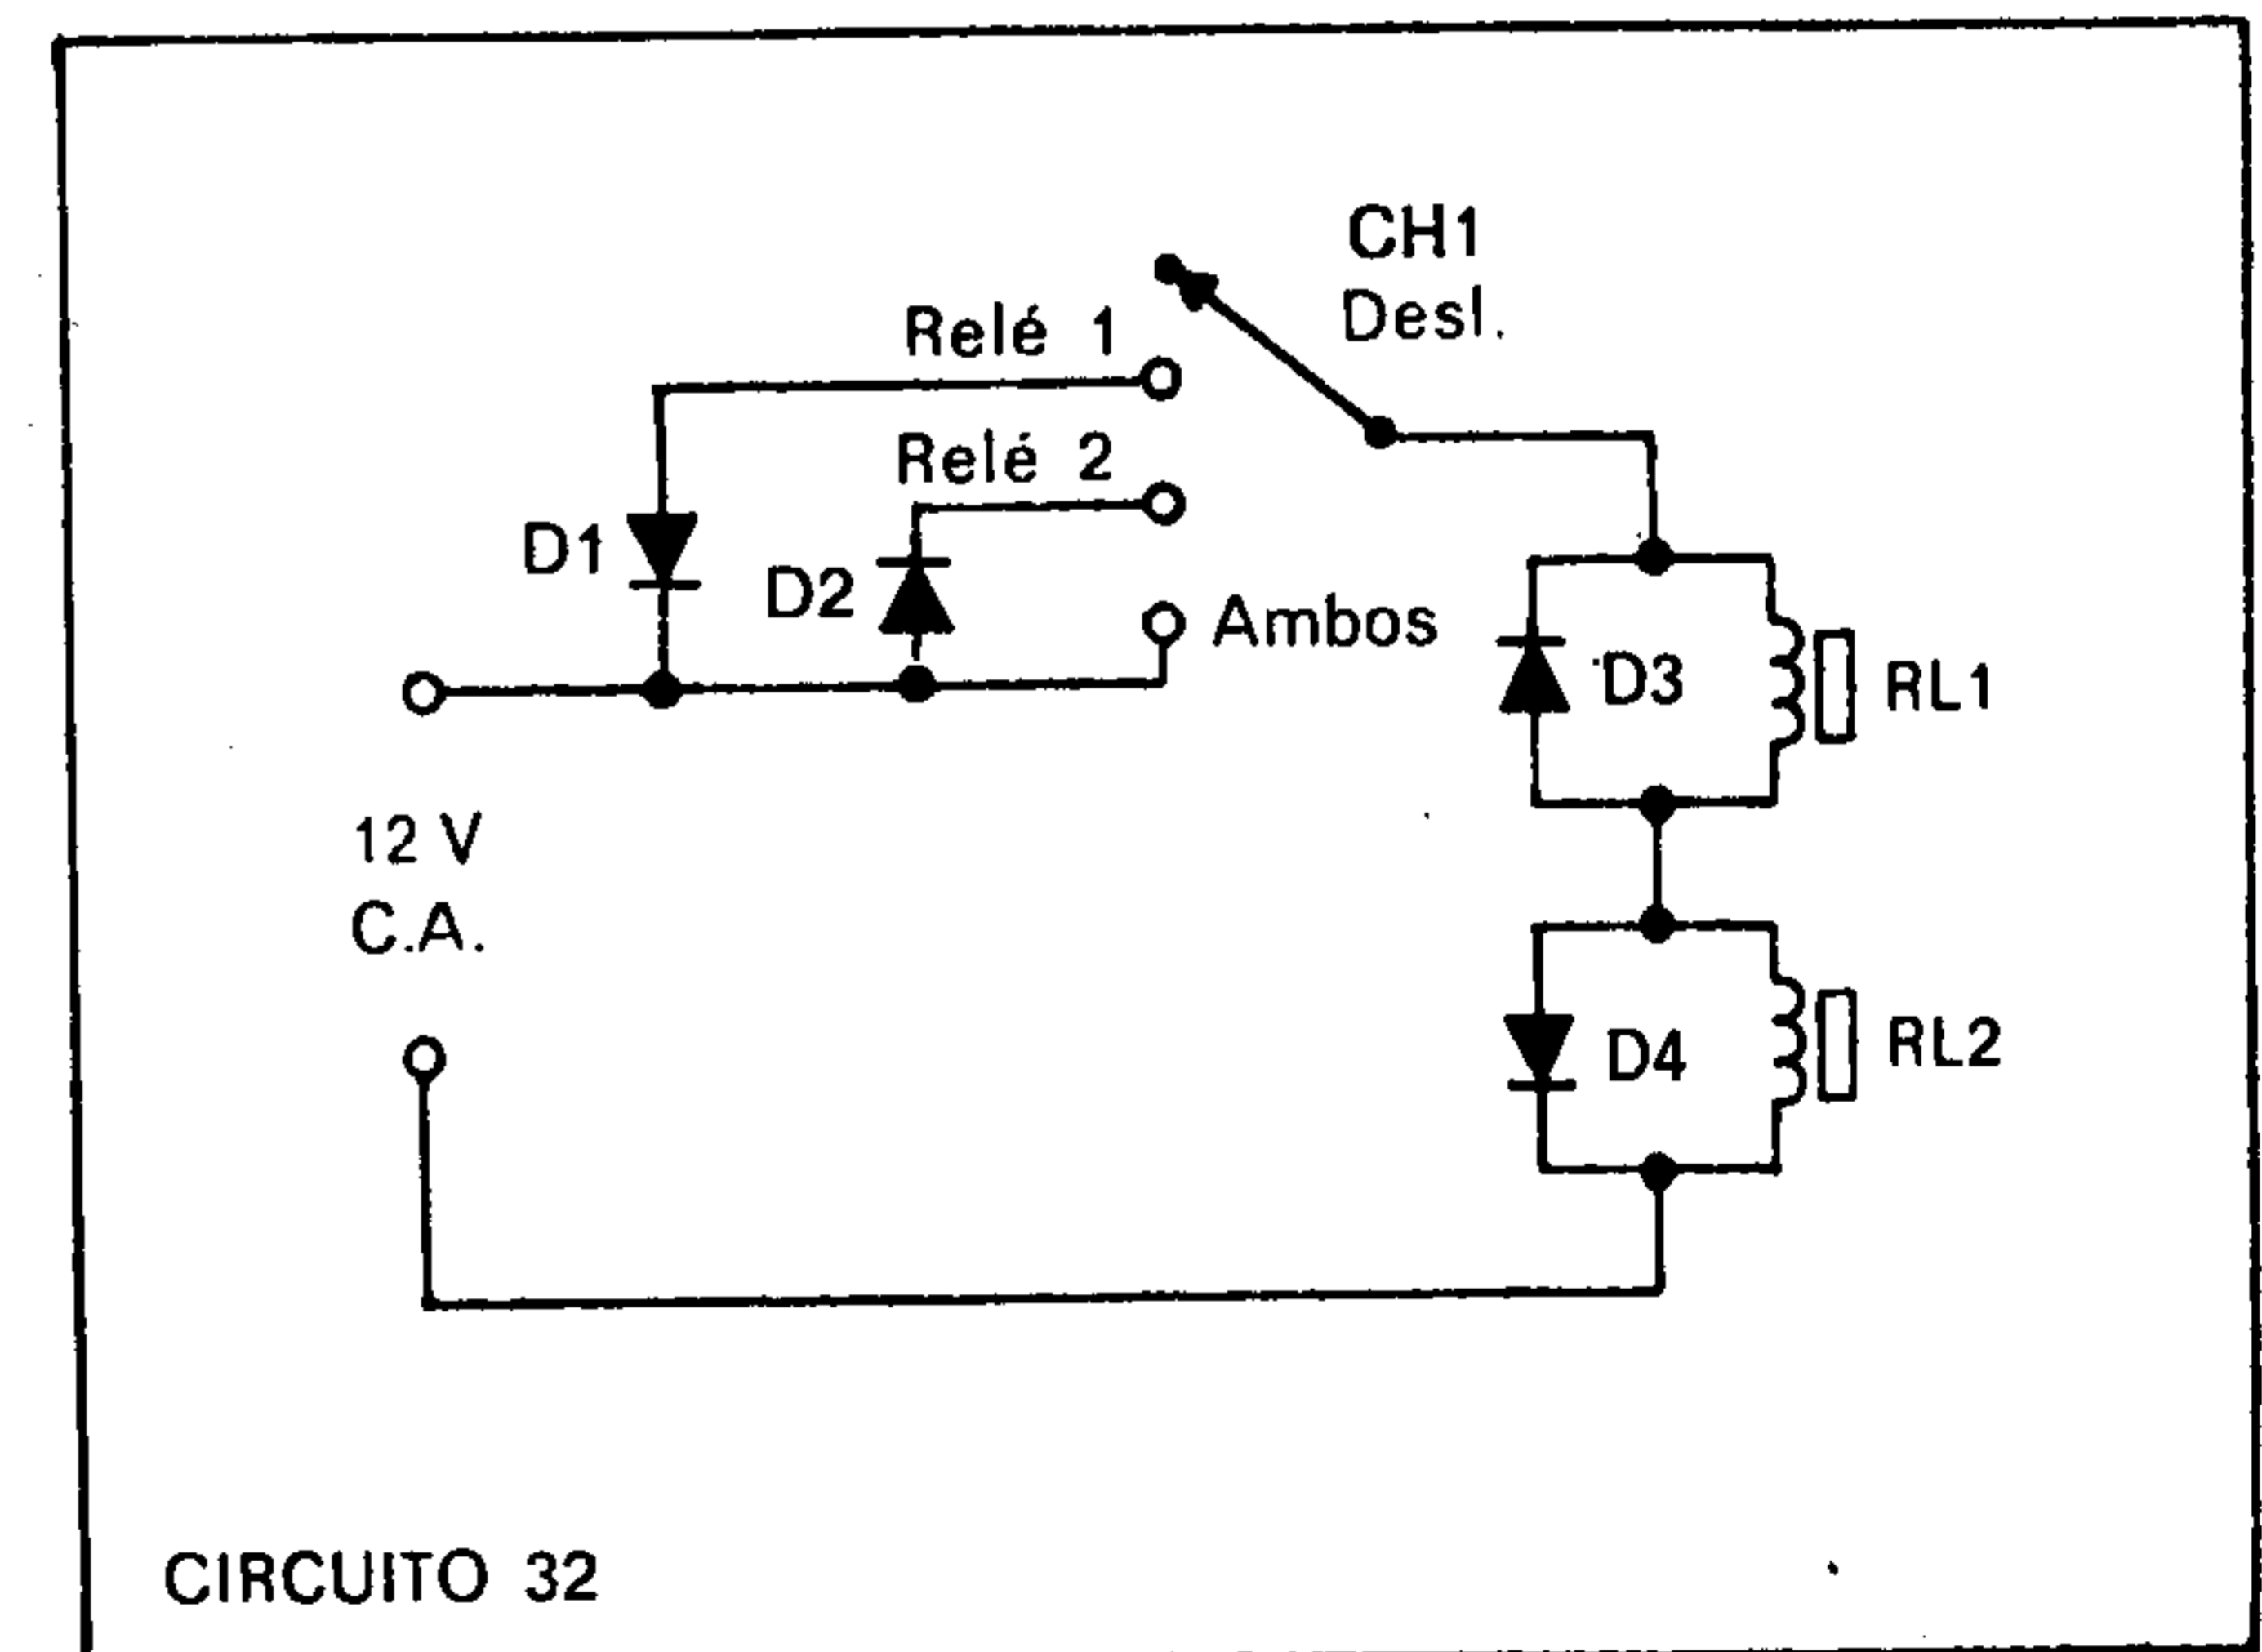 CH1
Desl.
Relé 1
Relé 2
D1
D2
Ambos
D3
RL1
12 V
C.A.
D4
RL2
CIRCUITO 32